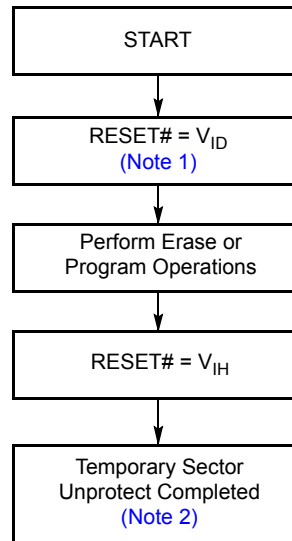 START
RESET# = VID
(Note 1)
Perform Erase or
Program Operations
RESET# = VIH
Temporary Sector
Unprotect Completed
(Note 2)